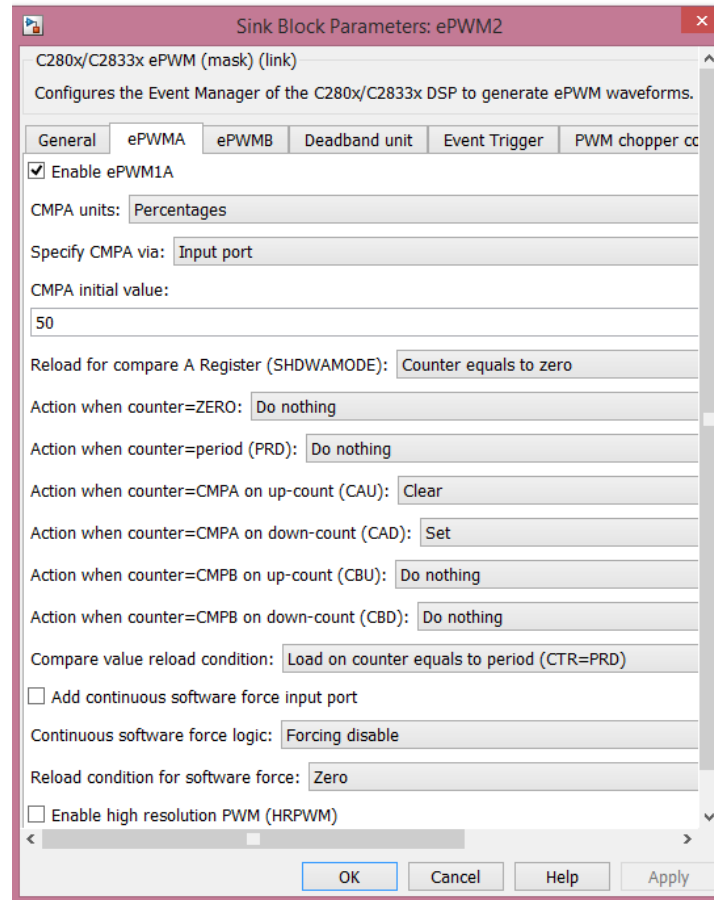 Sink Block Parameters: ePWM2
C280x/C2833x ePWM (mask) (link)
Configures the Event Manager of the C280x/C2833x DSP to generate ePWM waveforms.
General ePWMA ePWMB Deadband unit Event Trigger PWM chopper co
Enable ePWM1A
CMPA units: Percentages
Specify CMPA via: Input port
CMPA initial value:
50
Reload for compare A Register (SHDWAMODE): Counter equals to zero
Action when counter=ZERO: Do nothing
Action when counter=period (PRD): Do nothing
Action when counter=CMPA on up-count (CAU): Clear
Action when counter=CMPA on down-count (CAD): Set
Action when counter=CMPB on up-count (CBU): Do nothing
Action when counter=CMPB on down-count (CBD): Do nothing
Compare value reload condition: Load on counter equals to period (CTR=PRD)
Add continuous software force input port
Continuous software force logic: Forcing disable
Reload condition for software force: Zero
Enable high resolution PWM (HRPWM)
OK Cancel Help Apply